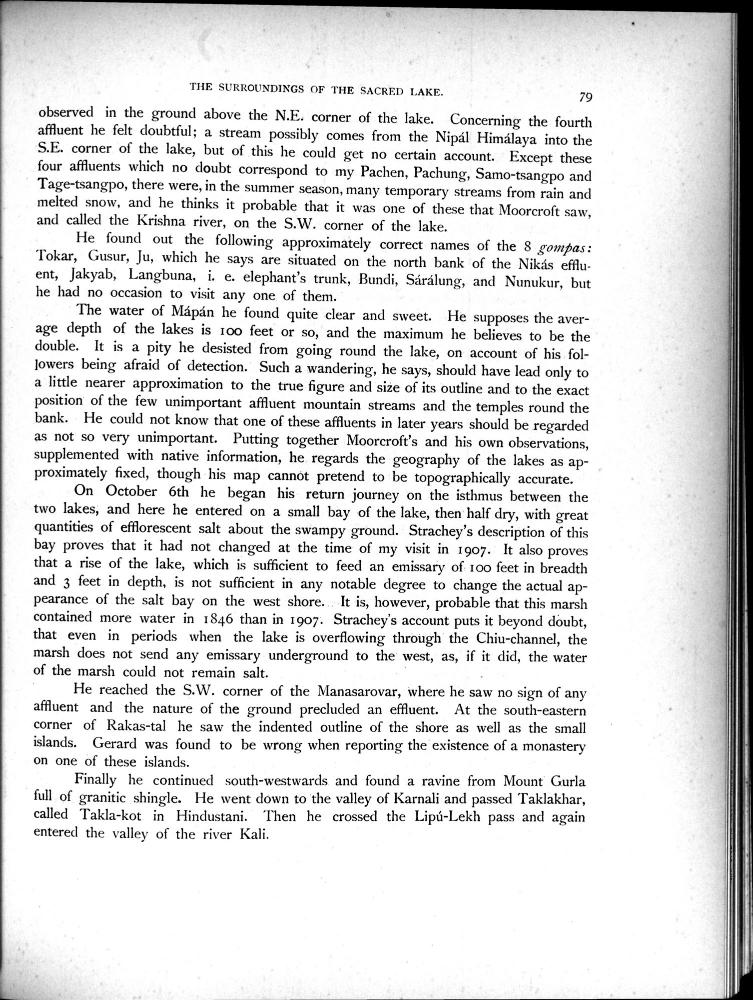 THE SURROUNDINGS OF THE SACRED LAKE.
79
observed in the ground above the N.E. corner of the lake. Concerning the fourth
affluent he felt doubtful; a stream possibly comes from the Nipál Himálaya into the
S.E. corner of the lake, but of this he could get no certain account. Except these
four affluents which no doubt correspond to my Pachen, Pachung, Samo-tsangpo and
Tage-tsangpo, there were, in the summer season, many temporary streams from rain and
melted snow, and he thinks it probable that it was one of these that Moorcroft saw,
and called the Krishna river, on the S.W. corner of the lake.
He found out the following approximately correct names of the 8 gompas:
Tokar, Gusur, Ju, which he says are situated on the north bank of the Nikás efflu-
ent, Jakyab, Langbuna, i. e. elephant's trunk, Bundi, Sárálung, and Nunukur, but
he had no occasion to visit any one of them.
The water of Mápán he found quite clear and sweet. He supposes the aver-
age depth of the lakes is 100 feet or so, and the maximum he believes to be the
double. It is a pity he desisted from going round the lake, on account of his fol-
lowers being afraid of detection. Such a wandering, he says, should have lead only to
a little nearer approximation to the true figure and size of its outline and to the exact
position of the few unimportant affluent mountain streams and the temples round the
bank. He could not know that one of these affluents in later years should be regarded
as not so very unimportant. Putting together Moorcroft's and his own observations,
supplemented with native information, he regards the geography of the lakes as ap-
proximately fixed, though his map cannot pretend to be topographically accurate.
On October 6th he began his return journey on the isthmus between the
two lakes, and here he entered on a small bay of the lake, then half dry, with great
quantities of efflorescent salt about the swampy ground. Strachey's description of this
bay proves that it had not changed at the time of my visit in 1907. It also proves
that a rise of the lake, which is sufficient to feed an emissary of 100 feet in breadth
and 3 feet in depth, is not sufficient in any notable degree to change the actual ap-
pearance of the salt bay on the west shore. It is, however, probable that this marsh
contained more water in 1846 than in 1907. Strachey's account puts it beyond doubt,
that even in periods when the lake is overflowing through the Chiu-channel, the
marsh does not send any emissary underground to the west, as, if it did, the water
of the marsh could not remain salt.
He reached the S.W. corner of the Manasarovar, where he saw no sign of any
affluent and the nature of the ground precluded an effluent. At the south-eastern
corner of Rakas-tal he saw the indented outline of the shore as well as the small
islands. Gerard was found to be wrong when reporting the existence of a monastery
on one of these islands.
Finally he continued south-westwards and found a ravine from Mount Gurla
full of granitic shingle. He went down to the valley of Karnali and passed Taklakhar,
called Takla-kot in Hindustani. Then he crossed the Lipú-Lekh pass and again
entered the valley of the river Kali.